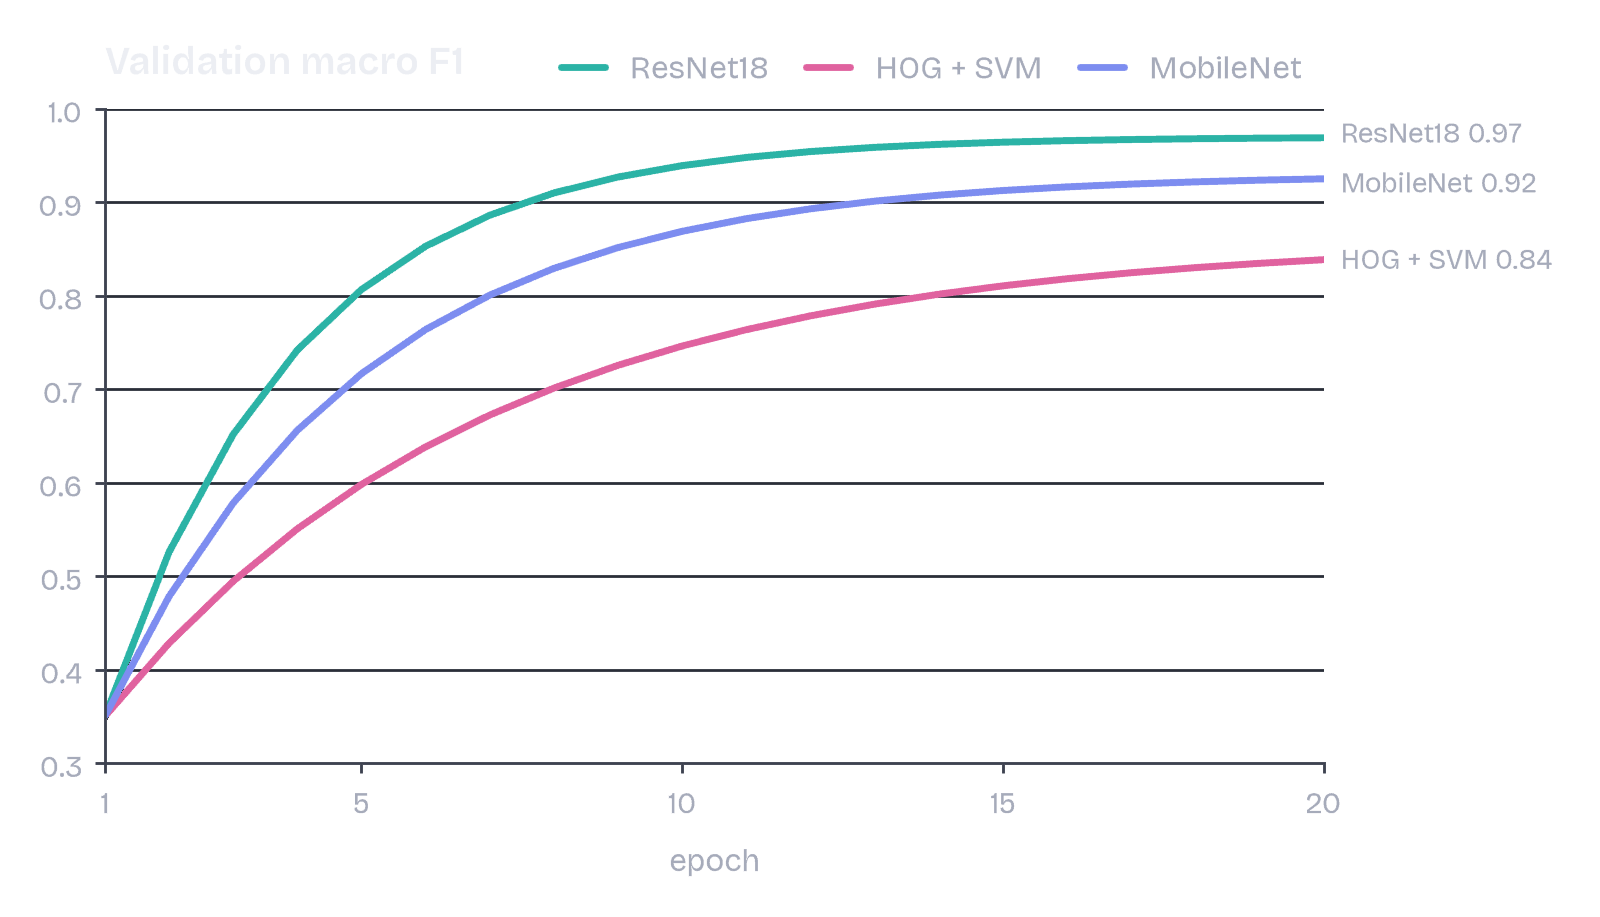 Validation macro F1
ResNet18 HOG + SVM MobileNet
1.0
0.9
0.8
0.7
0.6
0.5
0.4
0.3
ResNet18 0.97
MobileNet 0.92
HOG + SVM 0.84
1 5 10 15 20
epoch